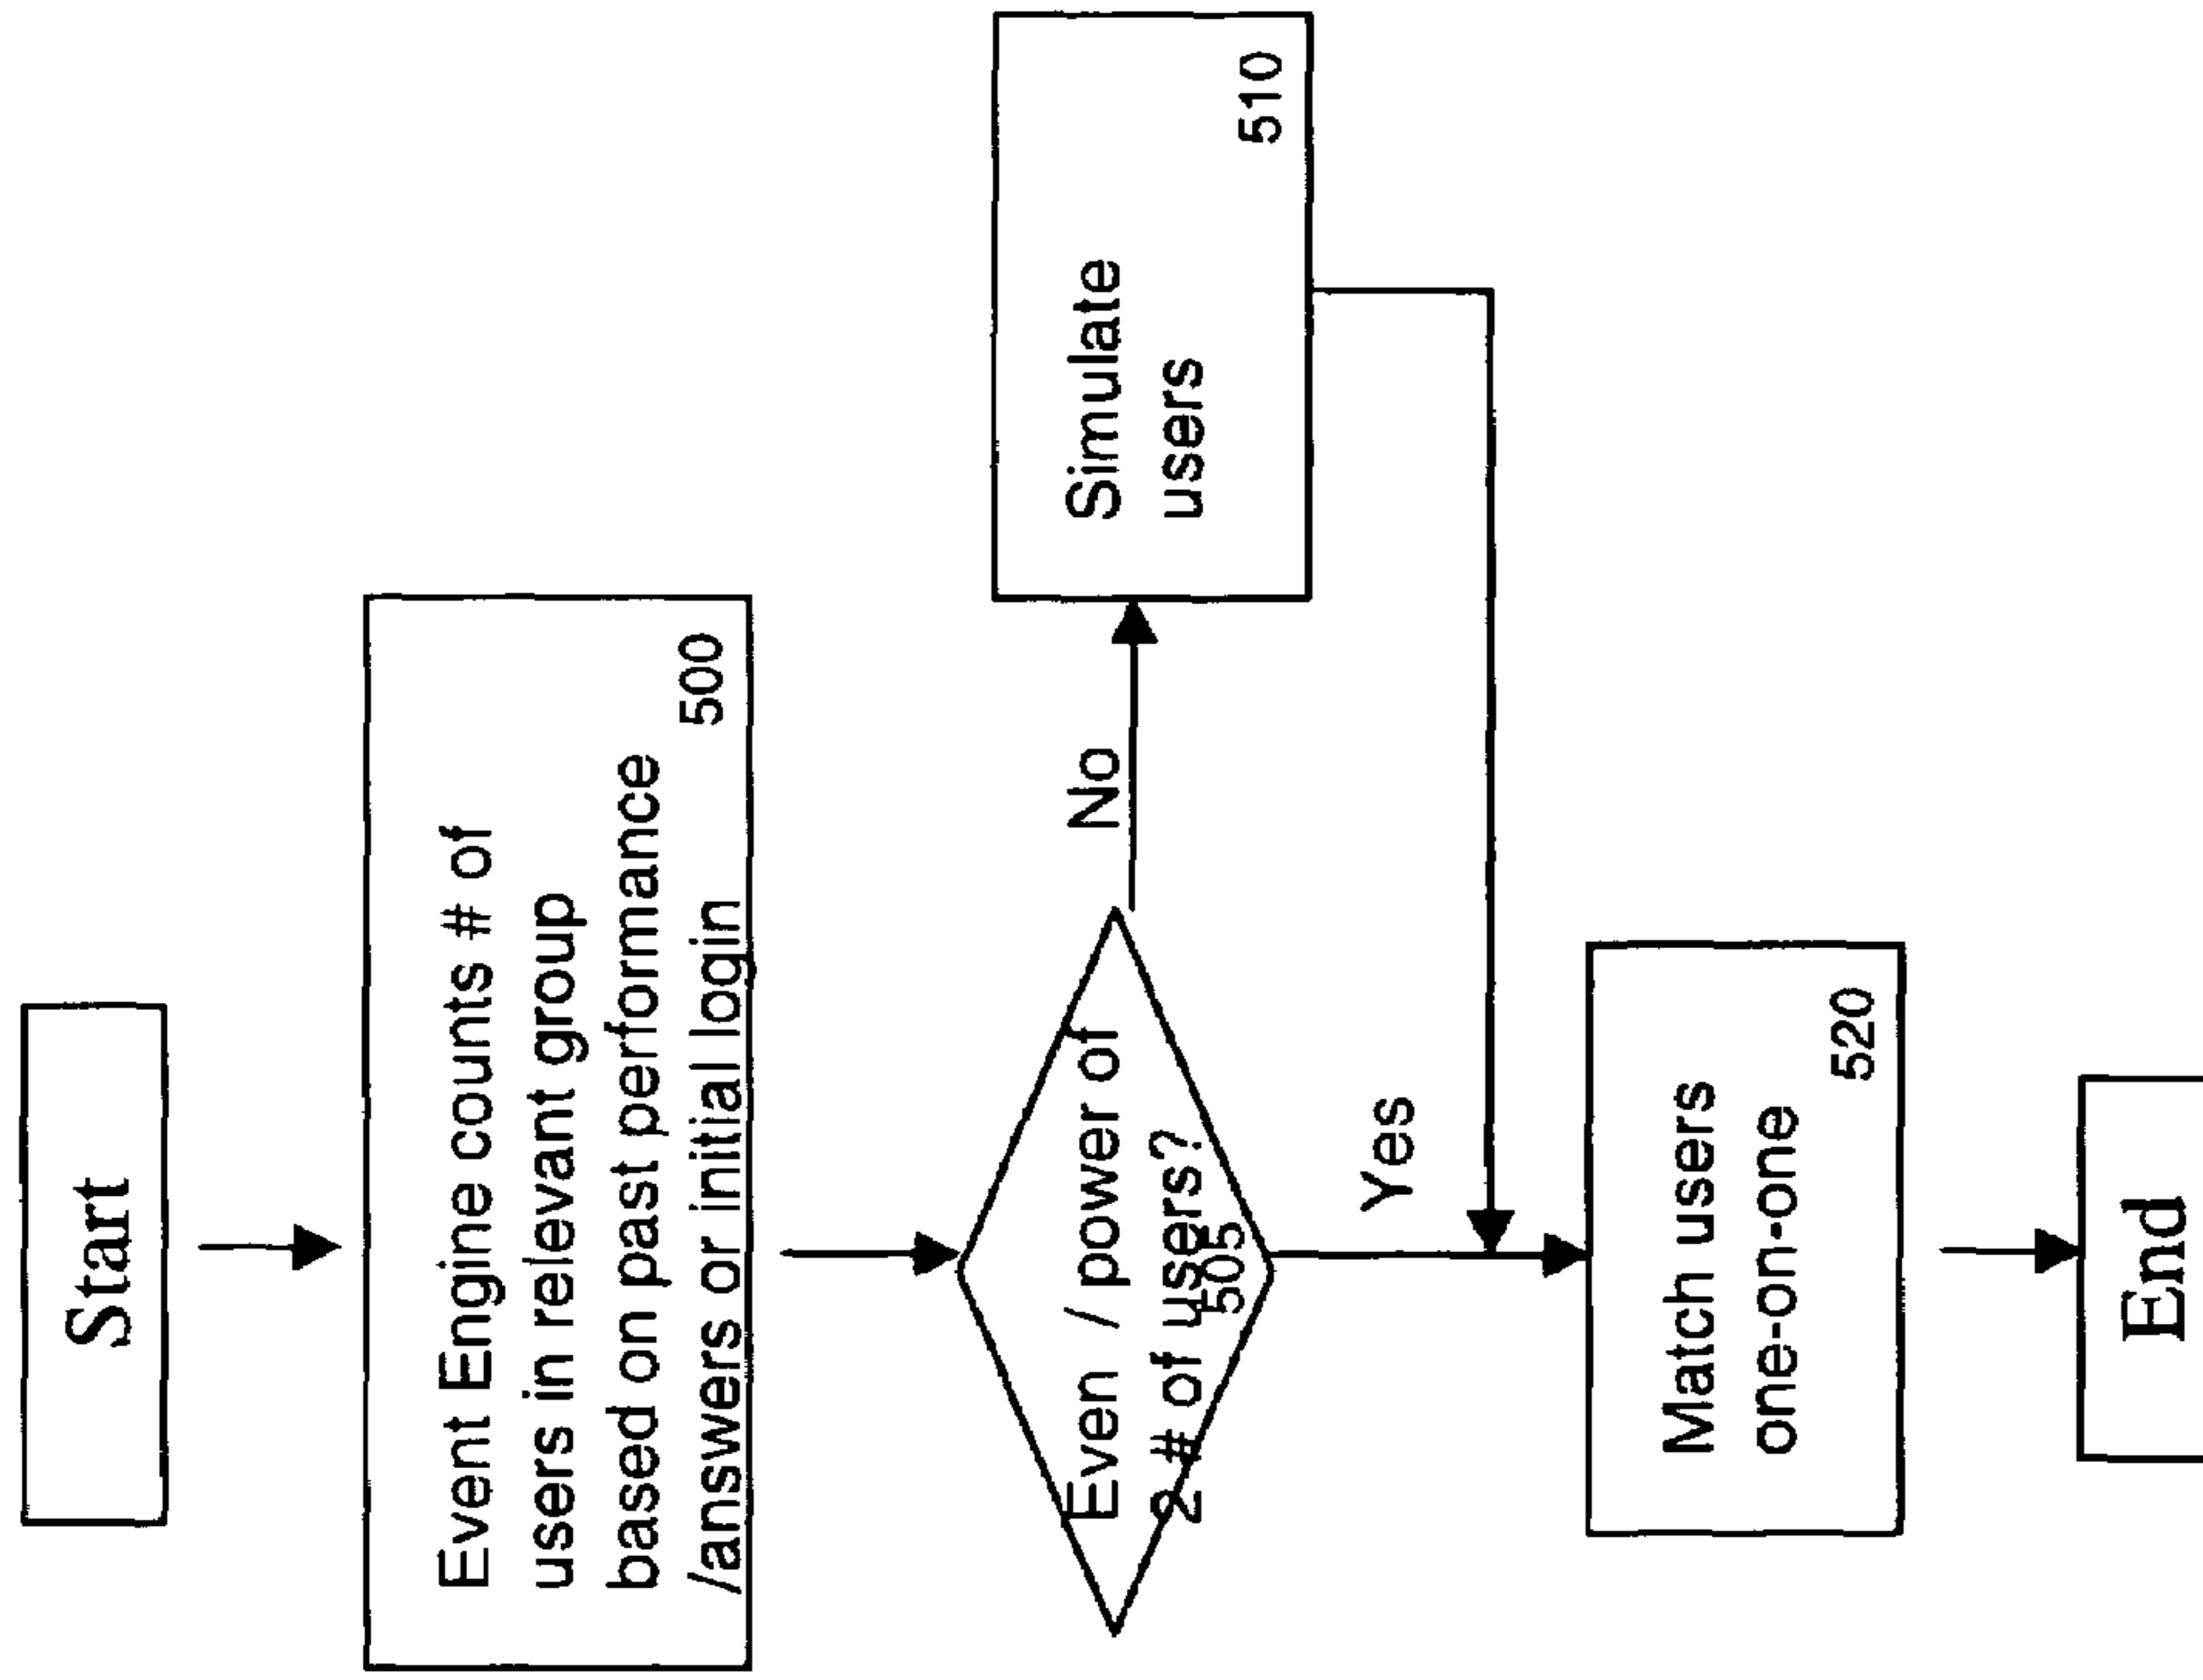 Start
Event Engine counts # of
users in relevant group
based on past performance
/answers or initial login
500
Even / power of
2 # of users?
505
No
Simulate
users
510
Yes
Match users
one-on-one
520
End